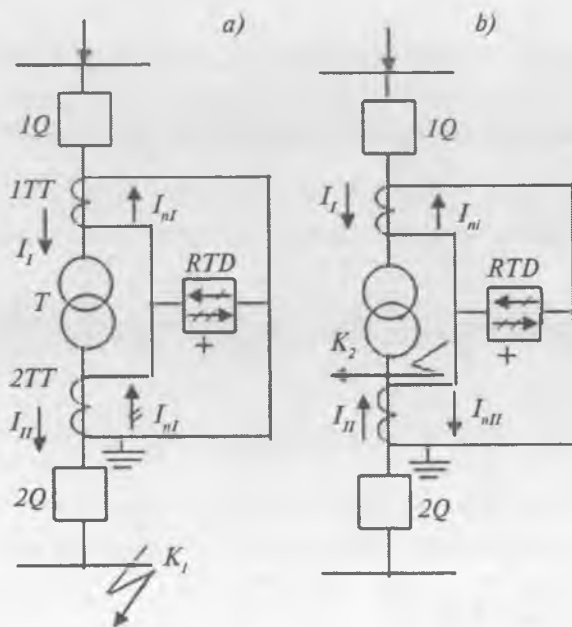 a)
1Q
1TT
I_I
I_nI
RTD
T
+
2TT
I_II
I_nI
2Q
K_1
b)
1Q
I_I
I_ni
RTD
+
K_2
I_II
I_nII
2Q